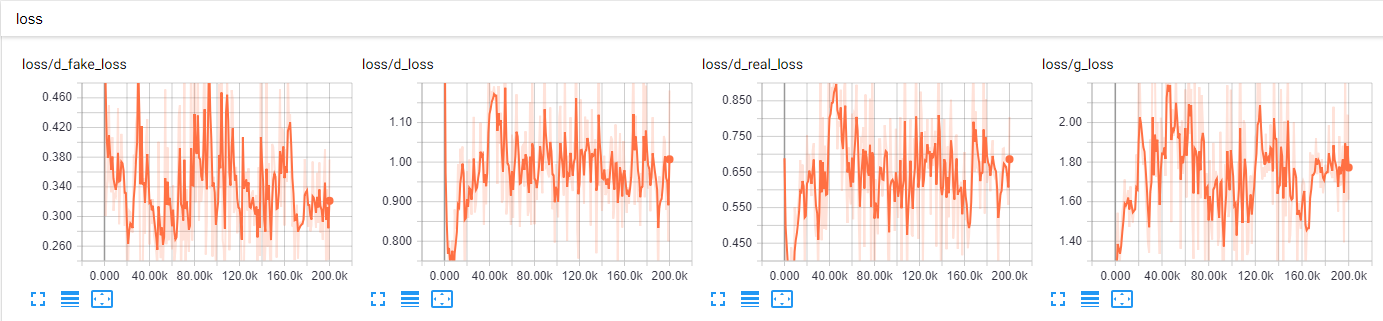 loss
loss/d_fake_loss
0.460
0.420
0.380
0.340
0.300
0.260
0.000 40.00k 80.00k 120.0k 160.0k 200.0k
loss/d_loss
1.10
1.00
0.900
0.800
0.000 40.00k 80.00k 120.0k 160.0k 200.0k
loss/d_real_loss
0.850
0.750
0.650
0.550
0.450
0.000 40.00k 80.00k 120.0k 160.0k 200.0k
loss/g_loss
2.00
1.80
1.60
1.40
0.000 40.00k 80.00k 120.0k 160.0k 200.0k